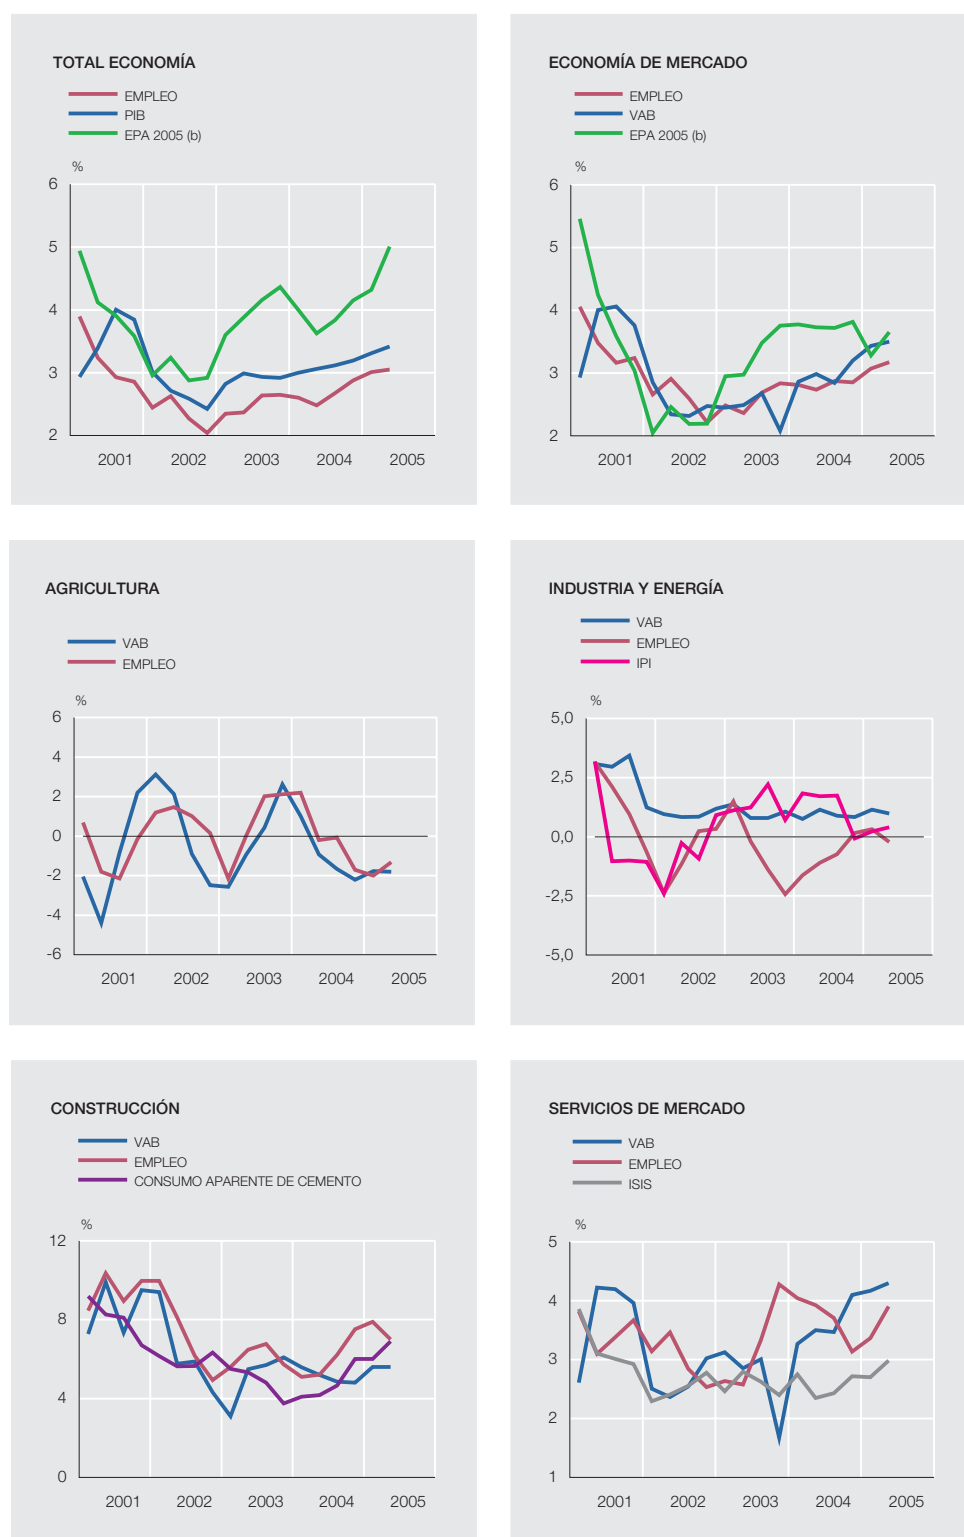 TOTAL ECONOMÍA
EMPLEO
PIB
EPA 2005 (b)
%
6
5
4
3
2
2001 2002 2003 2004 2005
ECONOMÍA DE MERCADO
EMPLEO
VAB
EPA 2005 (b)
%
6
5
4
3
2
2001 2002 2003 2004 2005
AGRICULTURA
VAB
EMPLEO
%
6
4
2
0
-2
-4
-6
2001 2002 2003 2004 2005
INDUSTRIA Y ENERGÍA
VAB
EMPLEO
IPI
%
5,0
2,5
0,0
-2,5
-5,0
2001 2002 2003 2004 2005
CONSTRUCCIÓN
VAB
EMPLEO
CONSUMO APARENTE DE CEMENTO
%
12
8
4
0
2001 2002 2003 2004 2005
SERVICIOS DE MERCADO
VAB
EMPLEO
ISIS
%
5
4
3
2
1
2001 2002 2003 2004 2005